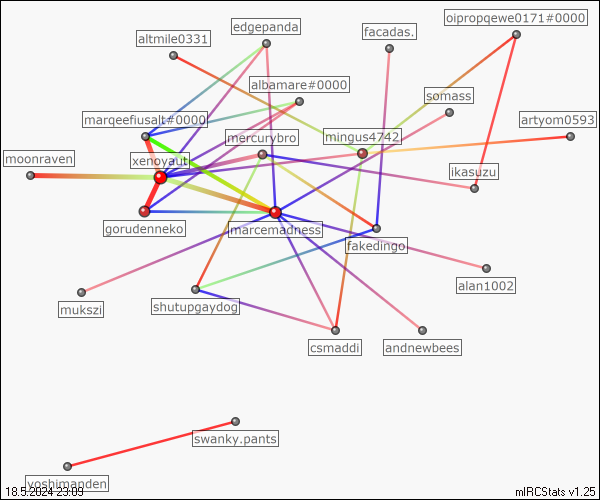 oipropqewe0171#0000
edgepanda
facadas.
altmile0331
albamare#0000
somass
marqeefiusalt#0000
artyom0593
mercurybro
mingus4742
moonraven
xenoyaut
ikasuzu
gorudenneko
marcemadness
fakedingo
alan1002
mukszi
shutupgaydog
csmaddi
andnewbees
swanky.pants
yoshimanden
18.5.2024 23:09
mIRCStats v1.25